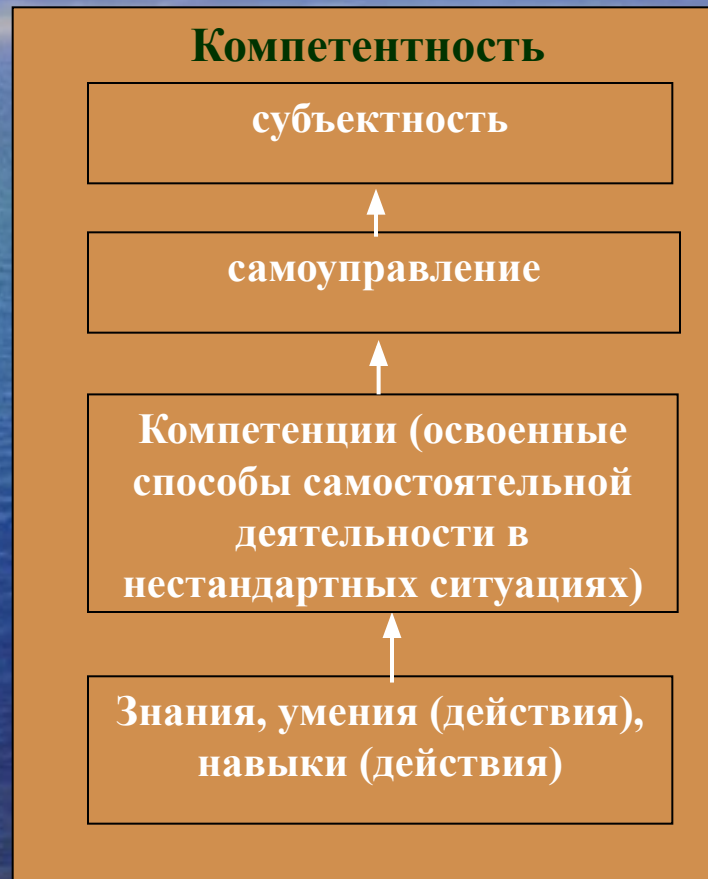 Компетентность
субъектность
самоуправление
Компетенции (освоенные
способы самостоятельной
деятельности в
нестандартных ситуациях)
Знания, умения (действия),
навыки (действия)